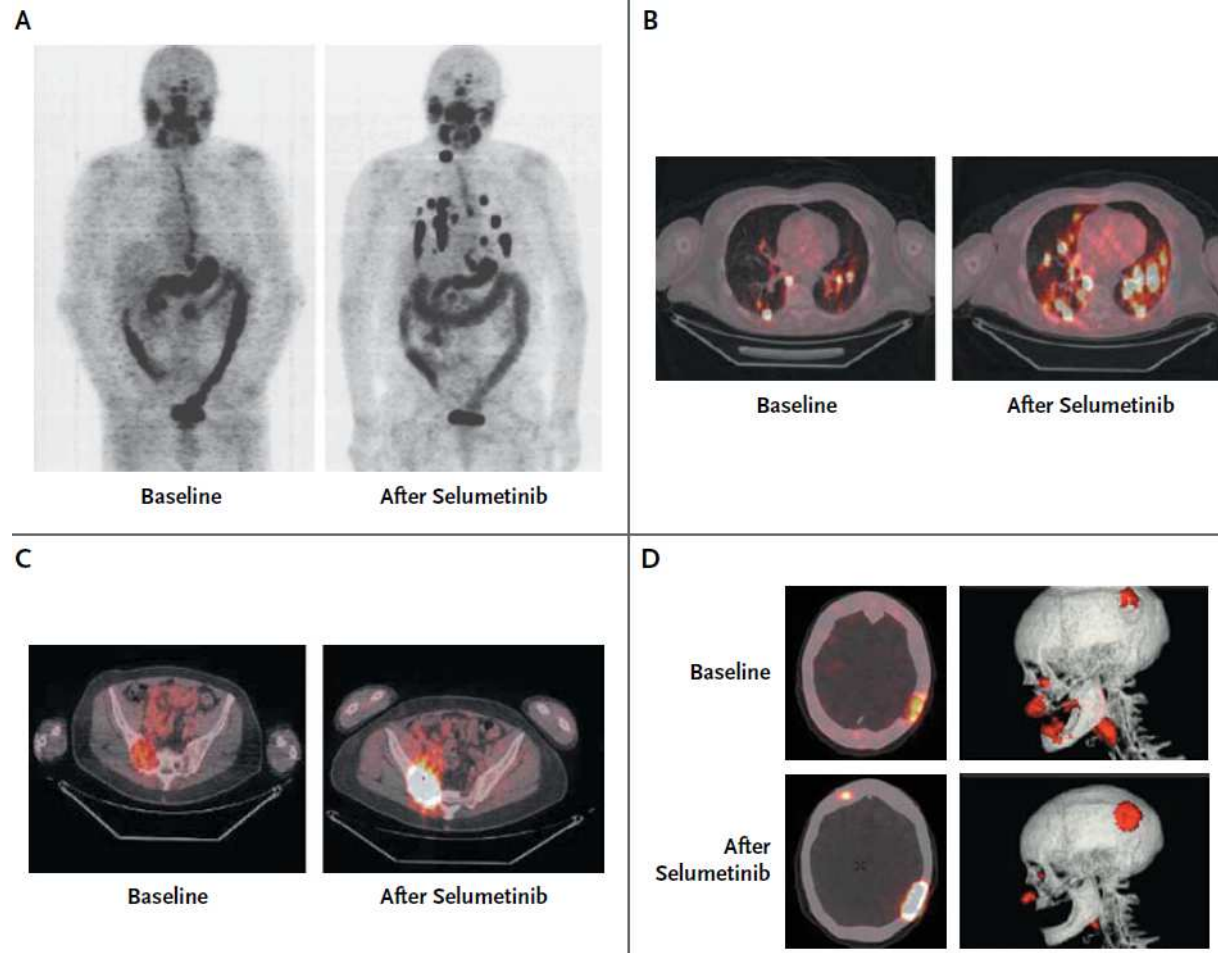 A
B
Baseline
After Selumetinib
Baseline
After Selumetinib
C
D
Baseline
After
Selumetinib
Baseline
After Selumetinib